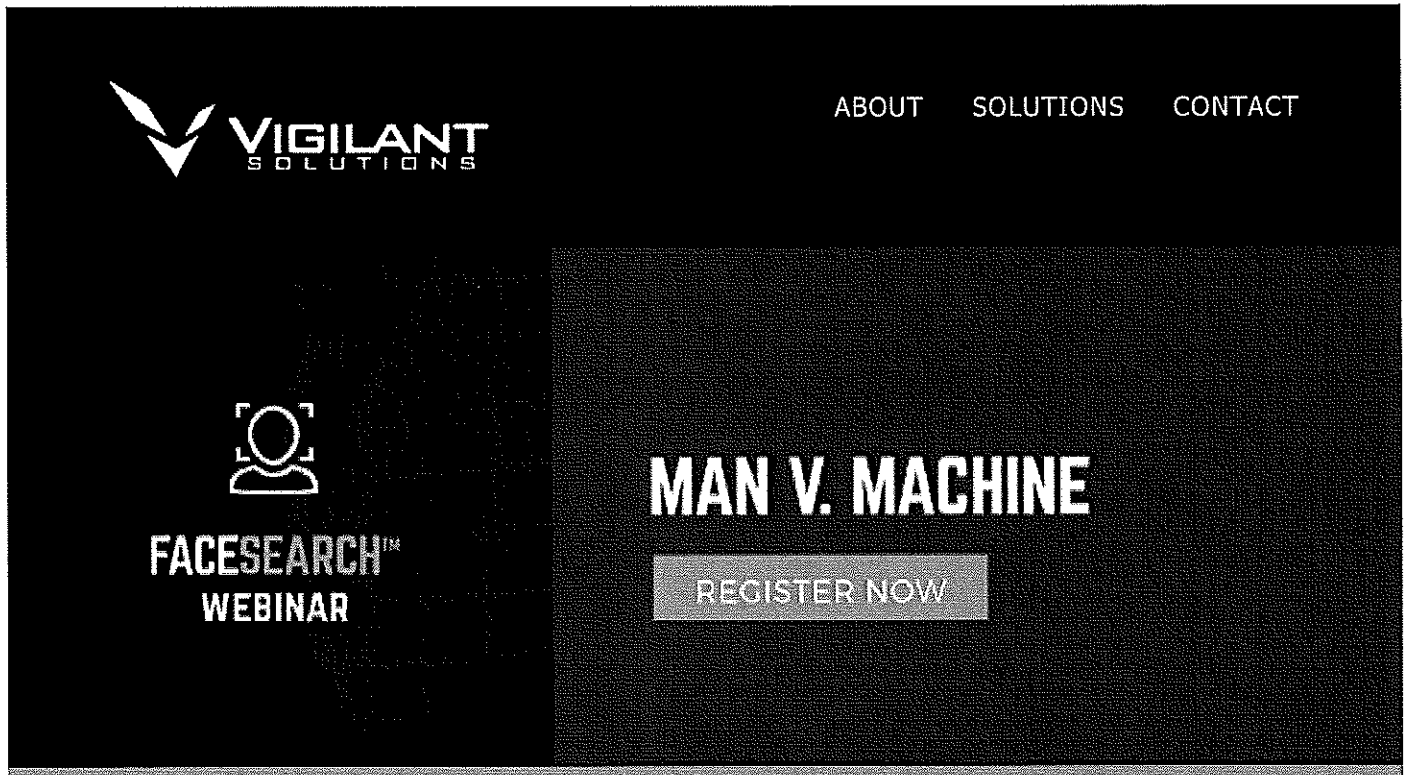 VIGILANT
SOLUTIONS
ABOUT SOLUTIONS CONTACT
FACESEARCH™
WEBINAR
MAN V. MACHINE
REGISTER NOW